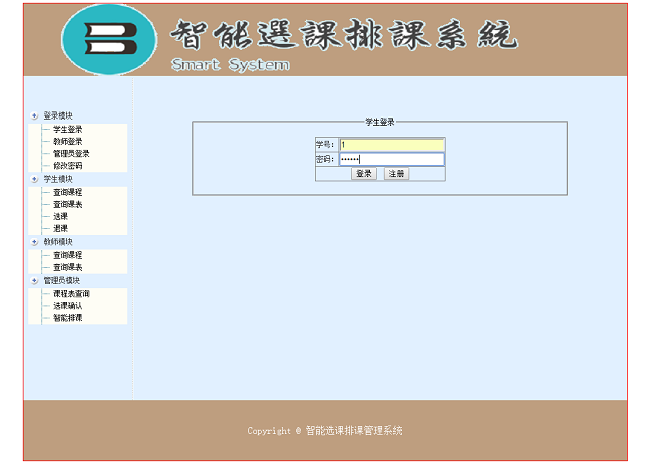 智能選課排課系統
Smart System
登录模块
学生登录
教师登录
管理员登录
修改密码
学生模块
查询课程
查询课表
选课
退课
教师模块
查询课程
查询课表
管理员模块
课程表查询
选课确认
智能排课
学生登录
学号: 1
密码: ••••••
登录 注册
Copyright @ 智能选课排课管理系统